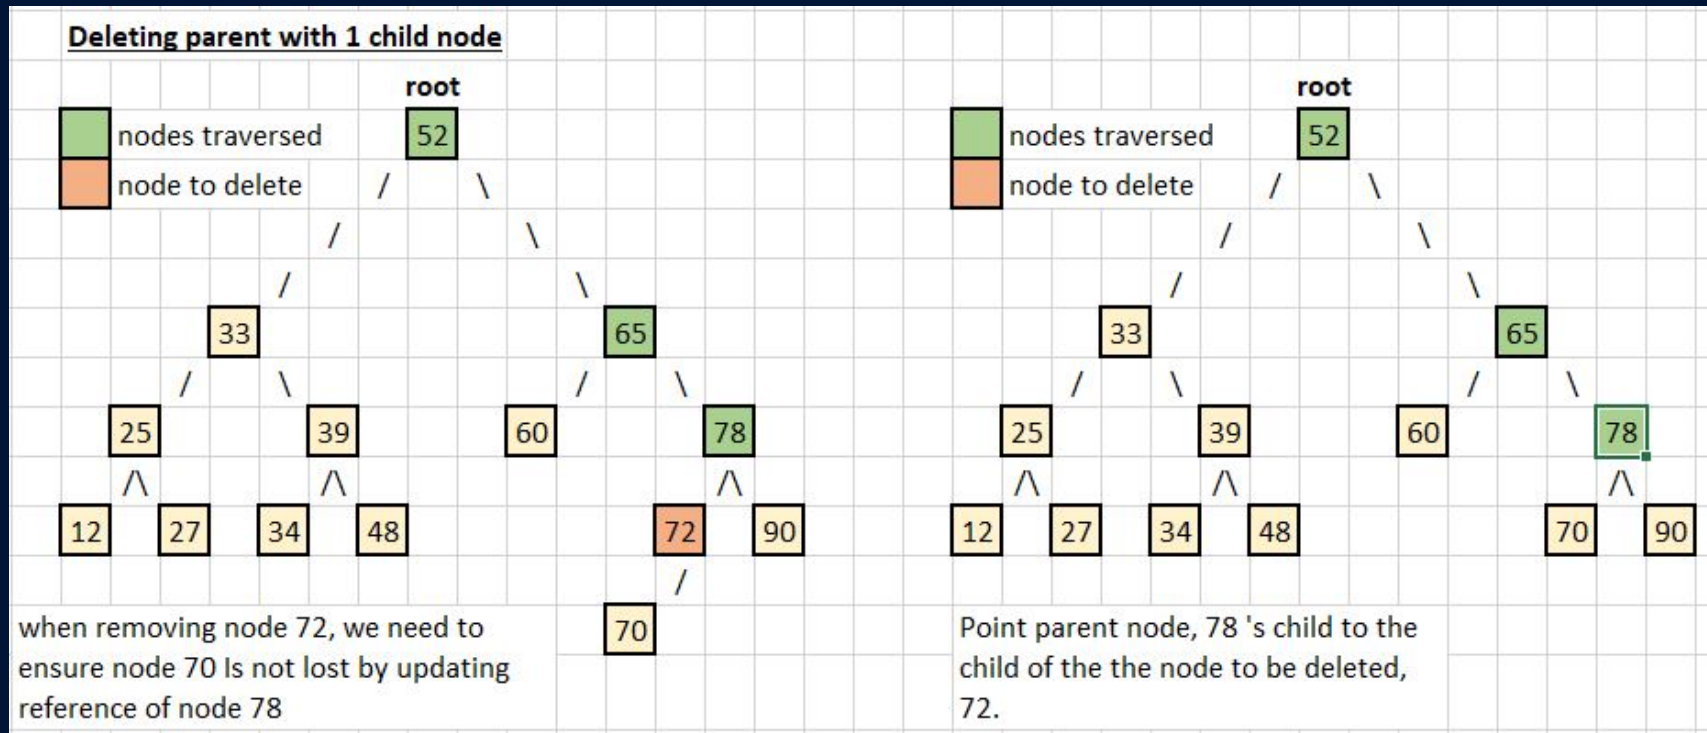 Deleting parent with 1 child node
root
nodes traversed
52
node to delete
/ \
/ \
/ \
33 65
/ \ / \
25 39 60 78
/\ /\ /\
12 27 34 48 72 90
/
70
when removing node 72, we need to
ensure node 70 Is not lost by updating
reference of node 78
root
nodes traversed
52
node to delete
/ \
/ \
/ \
33 65
/ \ / \
25 39 60 78
/\ /\ /\
12 27 34 48 70 90
Point parent node, 78 's child to the
child of the the node to be deleted,
72.